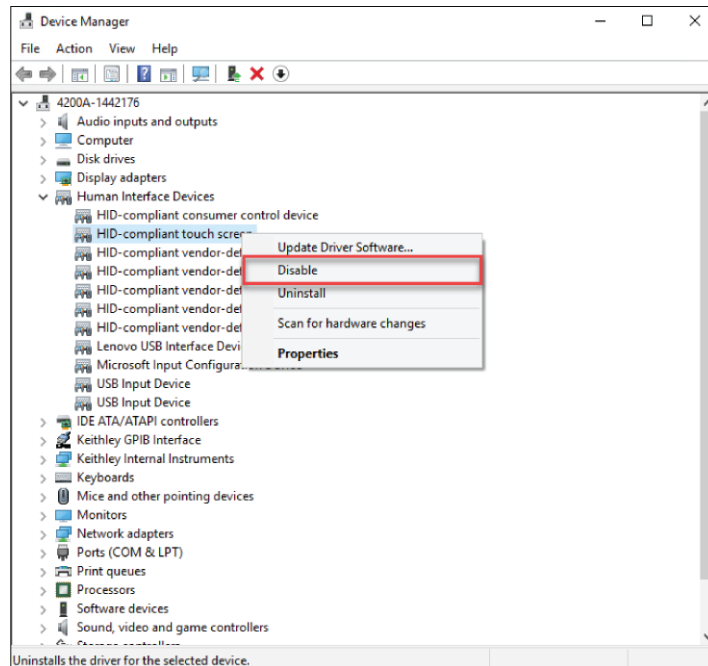 Device Manager
File Action View Help
4200A-1442176
Audio inputs and outputs
Computer
Disk drives
Display adapters
Human Interface Devices
HID-compliant consumer control device
HID-compliant touch screen
HID-compliant vendor-def
HID-compliant vendor-def
HID-compliant vendor-def
HID-compliant vendor-def
HID-compliant vendor-def
Lenovo USB Interface Devi
Microsoft Input Configuration Device
USB Input Device
USB Input Device
IDE ATA/ATAPI controllers
Keithley GPIB Interface
Keithley Internal Instruments
Keyboards
Mice and other pointing devices
Monitors
Network adapters
Ports (COM & LPT)
Print queues
Processors
Software devices
Sound, video and game controllers
Storage controllers
Update Driver Software...
Disable
Uninstall
Scan for hardware changes
Properties
Uninstalls the driver for the selected device.